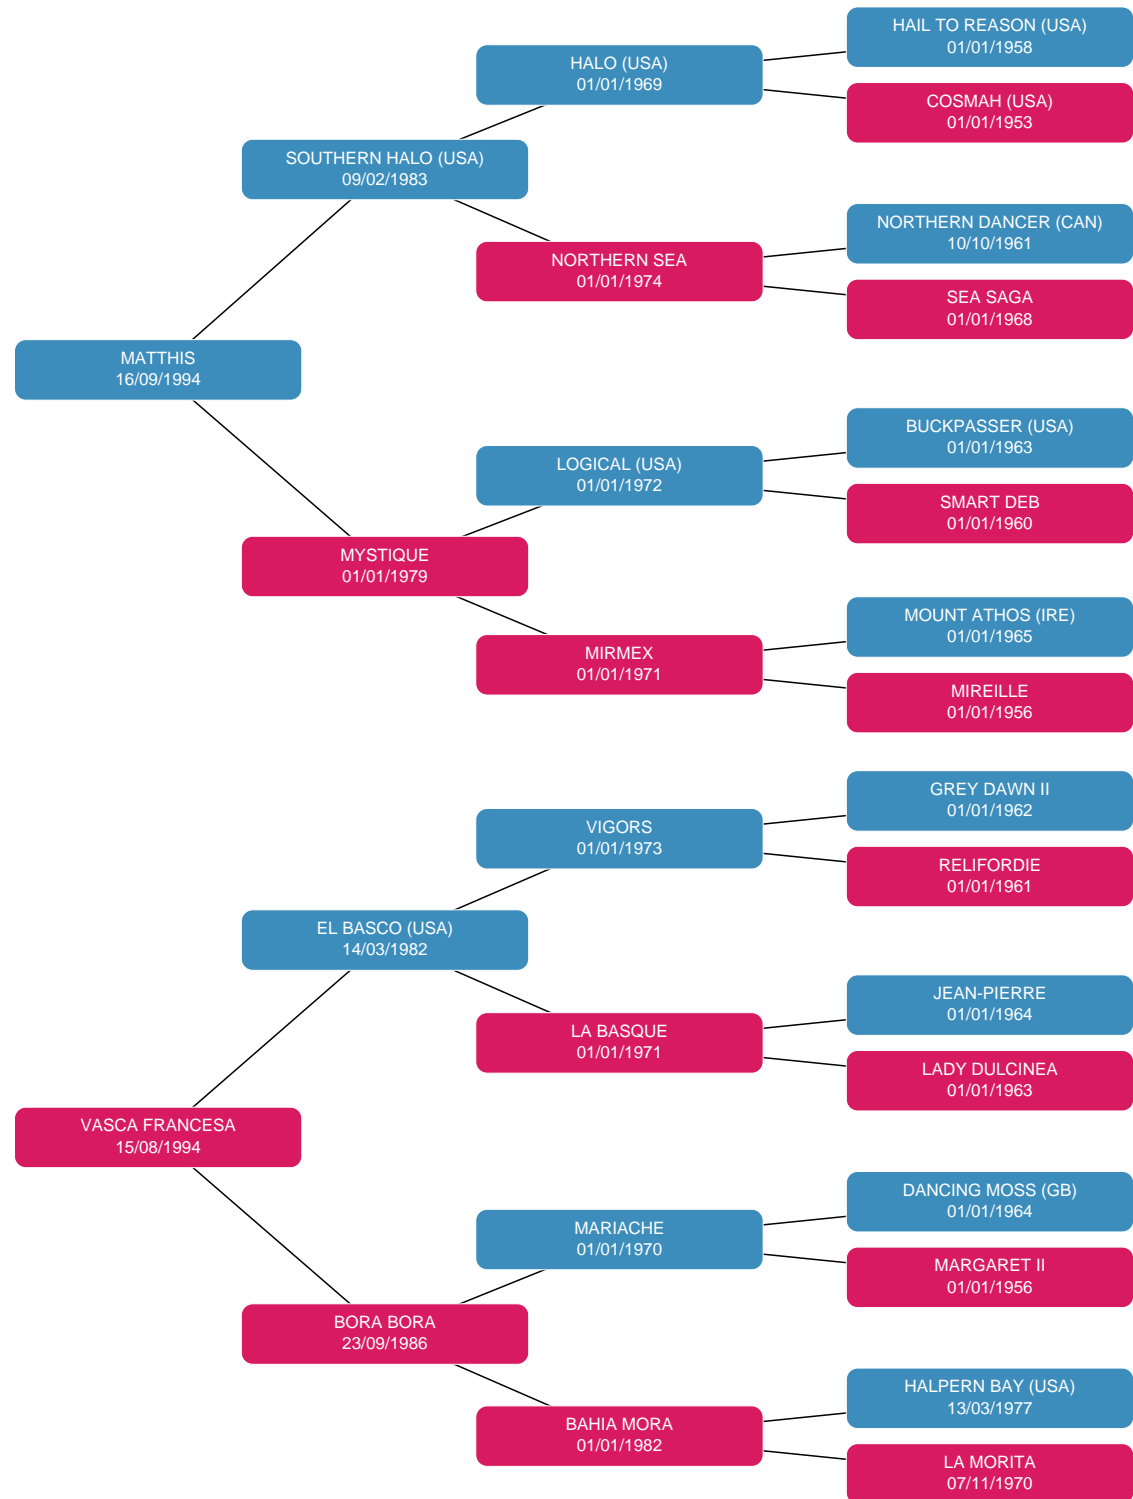 HAIL TO REASON (USA)
01/01/1958
HALO (USA)
01/01/1969
COSMAH (USA)
01/01/1953
SOUTHERN HALO (USA)
09/02/1983
NORTHERN DANCER (CAN)
10/10/1961
NORTHERN SEA
01/01/1974
SEA SAGA
01/01/1968
MATTHIS
16/09/1994
BUCKPASSER (USA)
01/01/1963
LOGICAL (USA)
01/01/1972
SMART DEB
01/01/1960
MYSTIQUE
01/01/1979
MOUNT ATHOS (IRE)
01/01/1965
MIRMEX
01/01/1971
MIREILLE
01/01/1956
GREY DAWN II
01/01/1962
VIGORS
01/01/1973
RELIFORDIE
01/01/1961
EL BASCO (USA)
14/03/1982
JEAN-PIERRE
01/01/1964
LA BASQUE
01/01/1971
LADY DULCINEA
01/01/1963
VASCA FRANCESA
15/08/1994
DANCING MOSS (GB)
01/01/1964
MARIACHE
01/01/1970
MARGARET II
01/01/1956
BORA BORA
23/09/1986
HALPERN BAY (USA)
13/03/1977
BAHIA MORA
01/01/1982
LA MORITA
07/11/1970